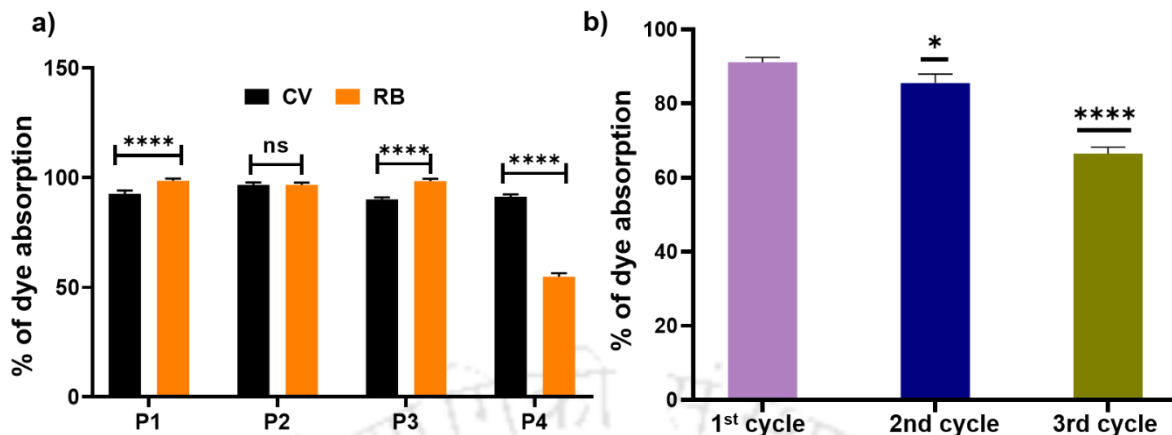 a)
% of dye absorption
150
100
50
0
CV RB
**** ns **** ****
P1 P2 P3 P4
b)
% of dye absorption
100
80
60
40
20
0
*
****
1st cycle 2nd cycle 3rd cycle